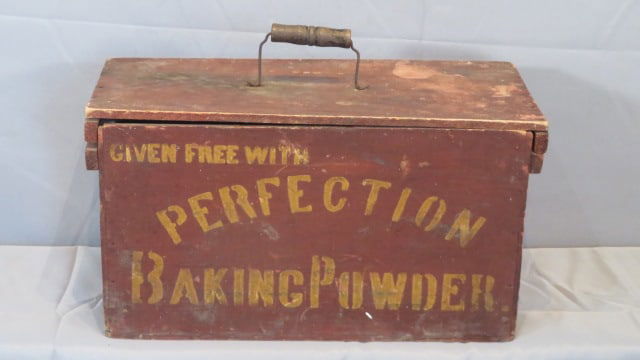 GIVEN FREE WITH
PERFECTION
BAKING POWDER